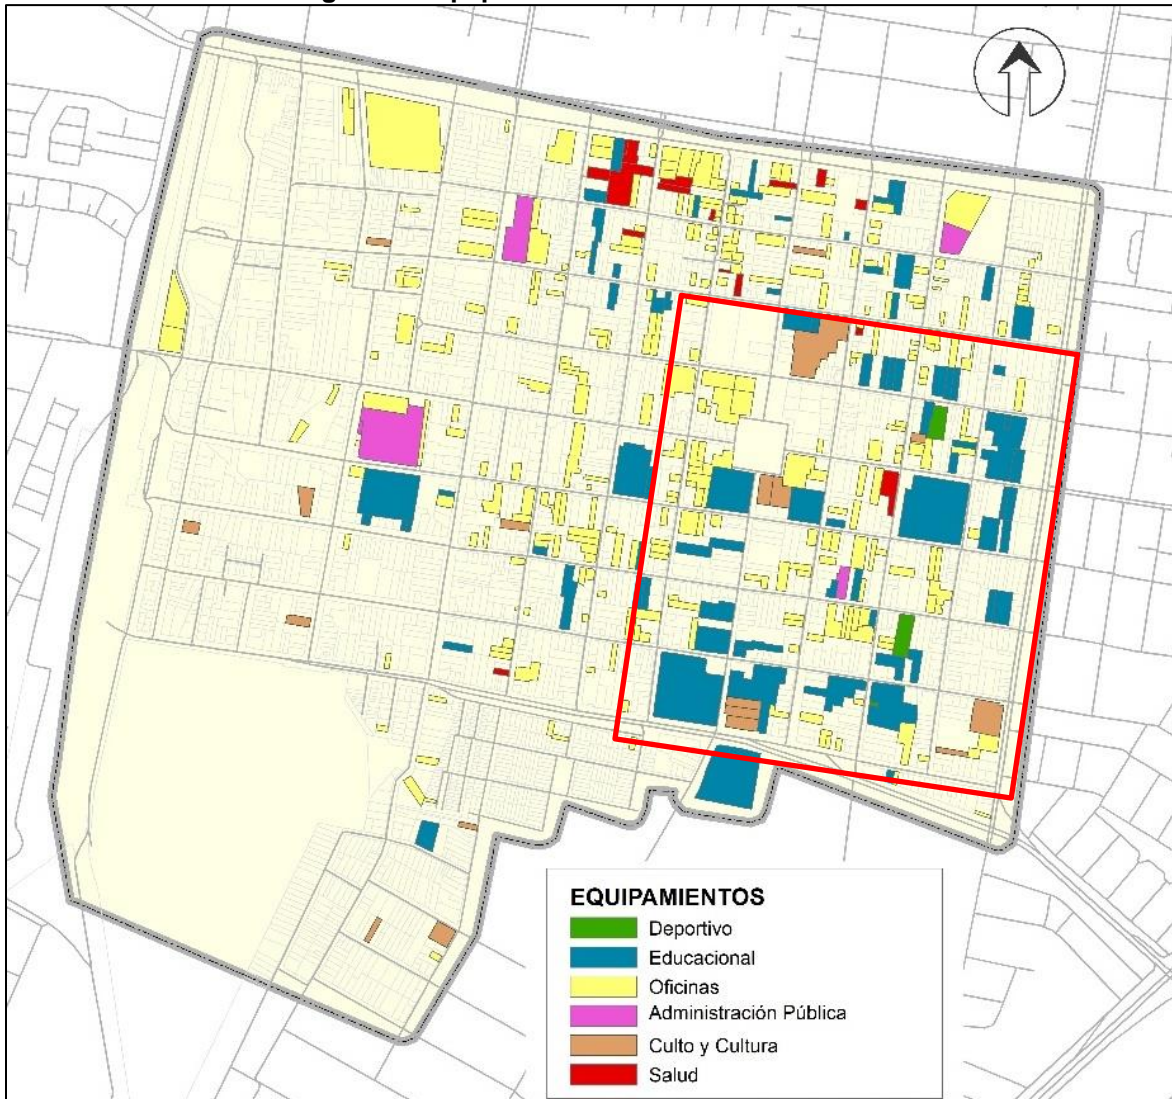 EQUIPAMIENTOS
Deportivo
Educacional
Oficinas
Administración Pública
Culto y Cultura
Salud